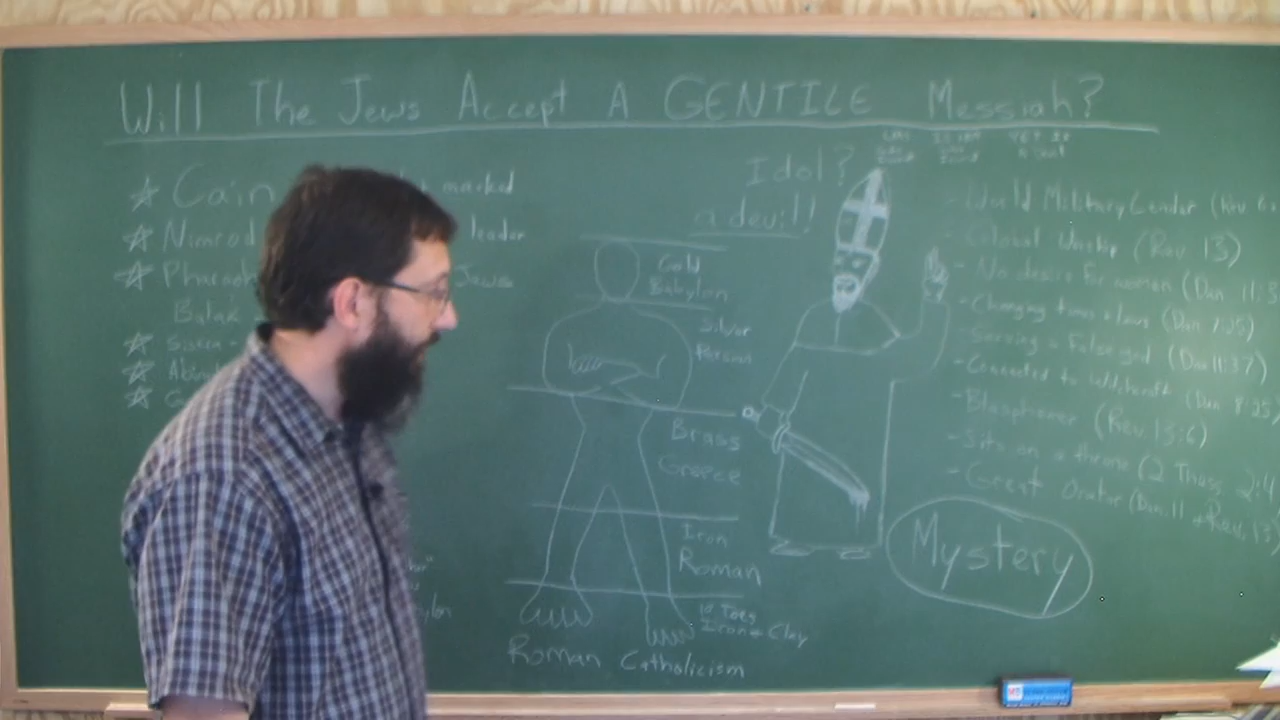 Will The Jews Accept A GENTILE Messiah?
Cain marked
Nimrod leader
Pharaoh Jews
Balak
Sisera -
Idol?
a devil!
Gold
Babylon
Silver
Persian
Brass
Greece
Iron
Roman
10 Toes
Iron + Clay
Roman Catholicism
- World Military Leader (Rev. 6
- Global Worship (Rev. 13)
- No desire for women (Dan. 11:3
- Changing times + laws (Dan 7:25)
- Serving a False god (Dan 11:37)
- Connected to Witchcraft (Dan 8:25)
- Blasphemer (Rev. 13:6)
- Sits on a throne (2 Thess. 2:4
- Great Orator (Dan. 11 + Rev. 13)
Mystery